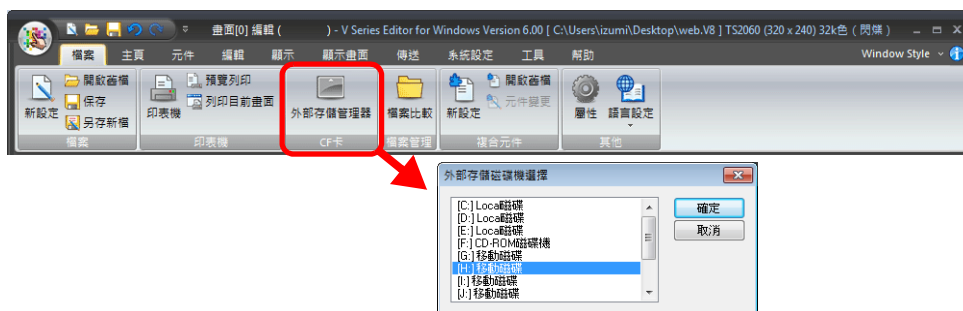 畫面[0] 編輯 (           ) - V Series Editor for Windows Version 6.00 [ C:\Users\izumi\Desktop\web.V8 ] TS2060 (320 x 240) 32k色 ( 閃爍 )
檔案 主頁 元件 編輯 顯示 顯示畫面 傳送 系統設定 工具 幫助 Window Style
新設定 開啟舊檔 保存 另存新檔
印表機 預覽列印 列印目前畫面
外部存儲管理器
檔案比較
新設定 開啟舊檔 元件變更
屬性 語言設定
檔案 印表機 CF卡 檔案管理 複合元件 其他
外部存儲磁碟機選擇
[C:] Local磁碟
[D:] Local磁碟
[E:] Local磁碟
[F:] CD-ROM磁碟機
[G:] 移動磁碟
[H:] 移動磁碟
[I:] 移動磁碟
[J:] 移動磁碟
確定
取消